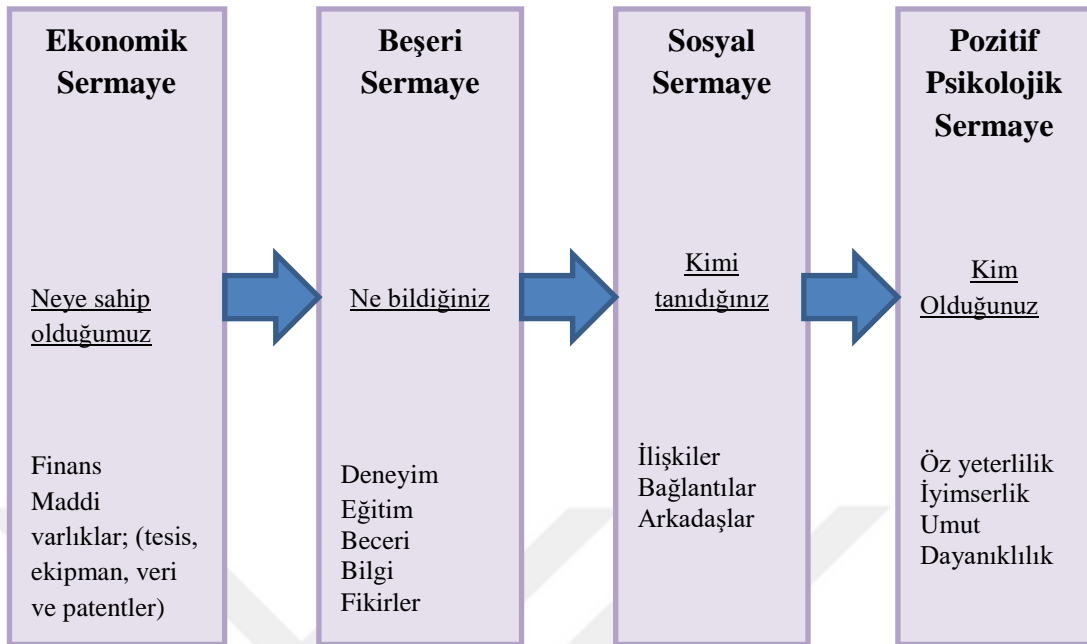 Ekonomik
Sermaye
Neye sahip
olduğumuz
Finans
Maddi
varlıklar; (tesis,
ekipman, veri
ve patentler)
Beşeri
Sermaye
Ne bildiğiniz
Deneyim
Eğitim
Beceri
Bilgi
Fikirler
Sosyal
Sermaye
Kimi
tanıdığınız
İlişkiler
Bağlantılar
Arkadaşlar
Pozitif
Psikolojik
Sermaye
Kim
Olduğunuz
Öz yeterlilik
İyimserlik
Umut
Dayanıklılık